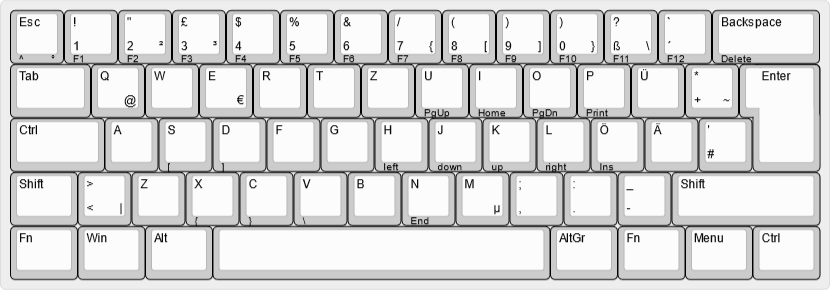 Esc ! " £ $ % & / ( ) ) ? ` Backspace
1 2 ² 3 ³ 4 5 6 7 { 8 [ 9 ] 0 } ß \ ´
^ ° F1 F2 F3 F4 F5 F6 F7 F8 F9 F10 F11 F12 Delete
Tab Q W E R T Z U I O P Ü * Enter
@ € + ~
PgUp Home PgDn Print
Ctrl A S D F G H J K L Ö Ä '
#
[ ] left down up right Ins
Shift > Z X C V B N M ; : _ Shift
< | µ , . -
{ } \ End
Fn Win Alt AltGr Fn Menu Ctrl